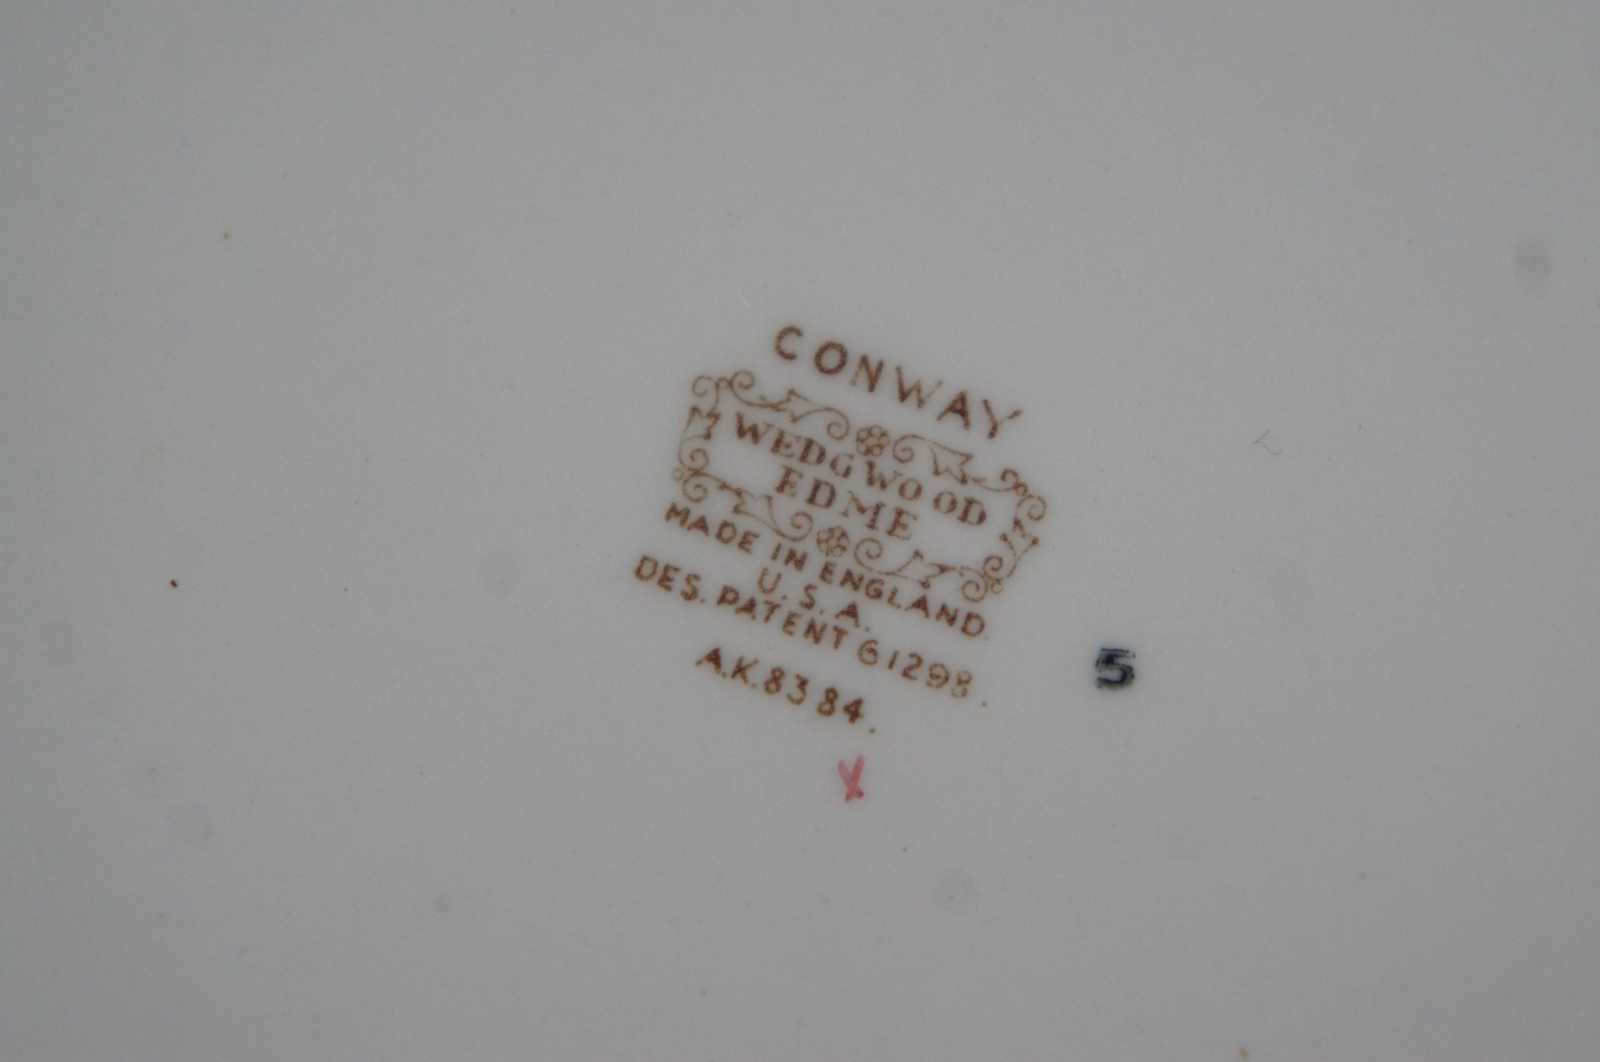 CONWAY
WEDGWOOD
EDME
MADE IN ENGLAND
U.S.A.
DES. PATENT 61298.
A.K.8384.
X
5